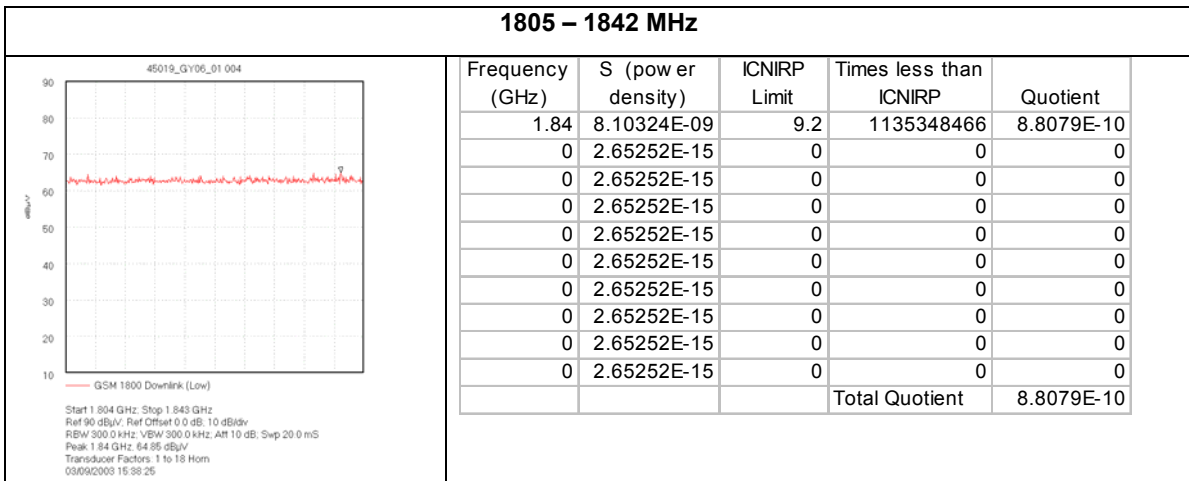 1805 – 1842 MHz
45019_GY06_01 004
90
80
70
60
50
40
30
20
10
dBµV
GSM 1800 Downlink (Low)
Start 1.804 GHz; Stop 1.843 GHz
Ref 90 dBµV; Ref Offset 0.0 dB; 10 dB/div
RBW 300.0 kHz; VBW 300.0 kHz; Att 10 dB; Swp 20.0 mS
Peak 1.84 GHz, 64.85 dBµV
Transducer Factors: 1 to 18 Horn
03/09/2003 15:38:25
Frequency (GHz) S (power density) ICNIRP Limit Times less than ICNIRP Quotient
1.84 8.10324E-09 9.2 1135348466 8.8079E-10
0 2.65252E-15 0 0 0
0 2.65252E-15 0 0 0
0 2.65252E-15 0 0 0
0 2.65252E-15 0 0 0
0 2.65252E-15 0 0 0
0 2.65252E-15 0 0 0
0 2.65252E-15 0 0 0
0 2.65252E-15 0 0 0
0 2.65252E-15 0 0 0
Total Quotient 8.8079E-10